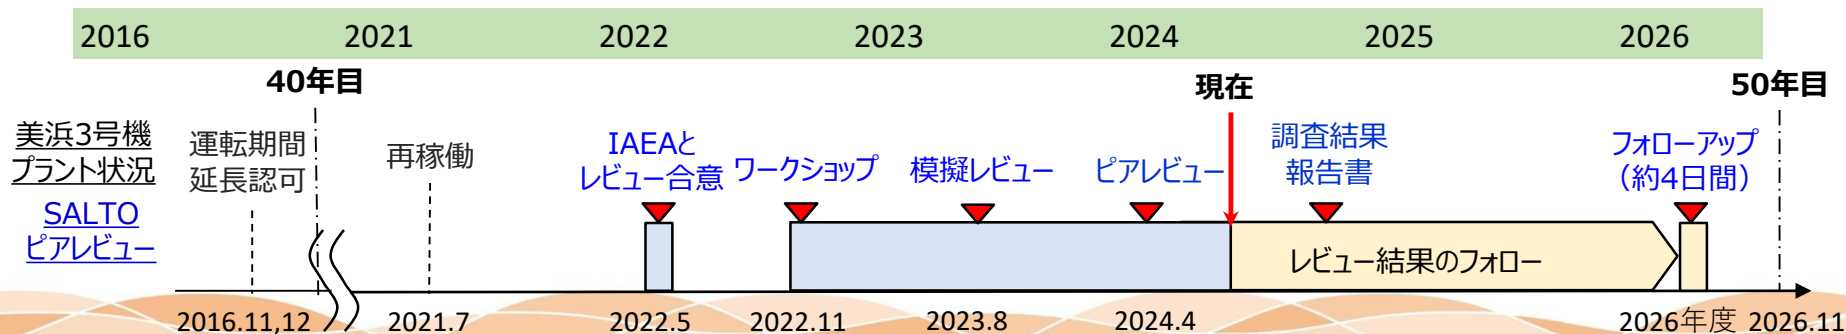 2016 2021 2022 2023 2024 2025 2026
40年目 現在 50年目
美浜3号機
プラント状況
SALTO
ピアレビュー
運転期間
延長認可
再稼働
IAEAと
レビュー合意
ワークショップ
模擬レビュー
ピアレビュー
調査結果
報告書
フォローアップ
(約4日間)
レビュー結果のフォロー
2016.11,12 2021.7 2022.5 2022.11 2023.8 2024.4 2026年度 2026.11